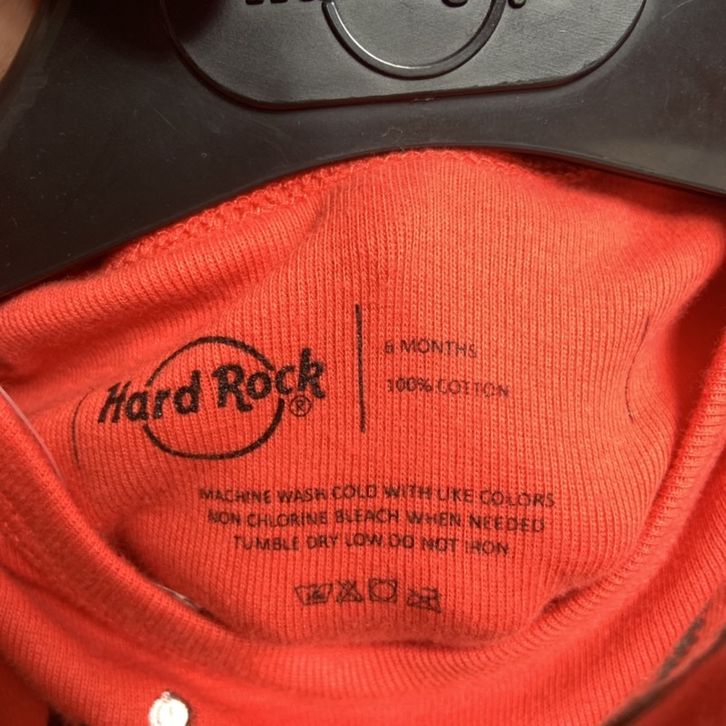 Hard Rock®
6 MONTHS
100% COTTON
MACHINE WASH COLD WITH LIKE COLORS
NON CHLORINE BLEACH WHEN NEEDED
TUMBLE DRY LOW DO NOT IRON